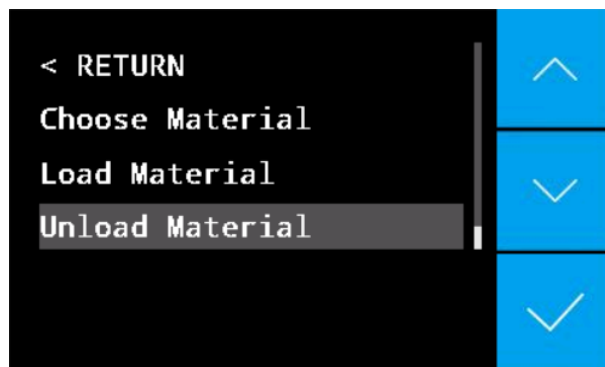 < RETURN
Choose Material
Load Material
Unload Material